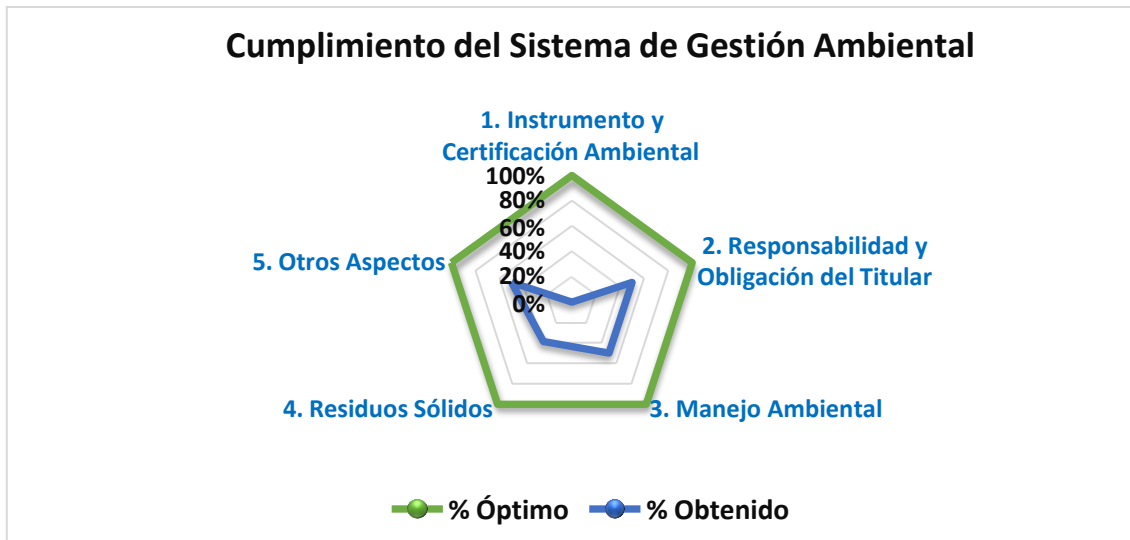 Cumplimiento del Sistema de Gestión Ambiental
1. Instrumento y
Certificación Ambiental
100%
80%
60%
40%
20%
0%
2. Responsabilidad y
Obligación del Titular
5. Otros Aspectos
4. Residuos Sólidos
3. Manejo Ambiental
% Óptimo
% Obtenido